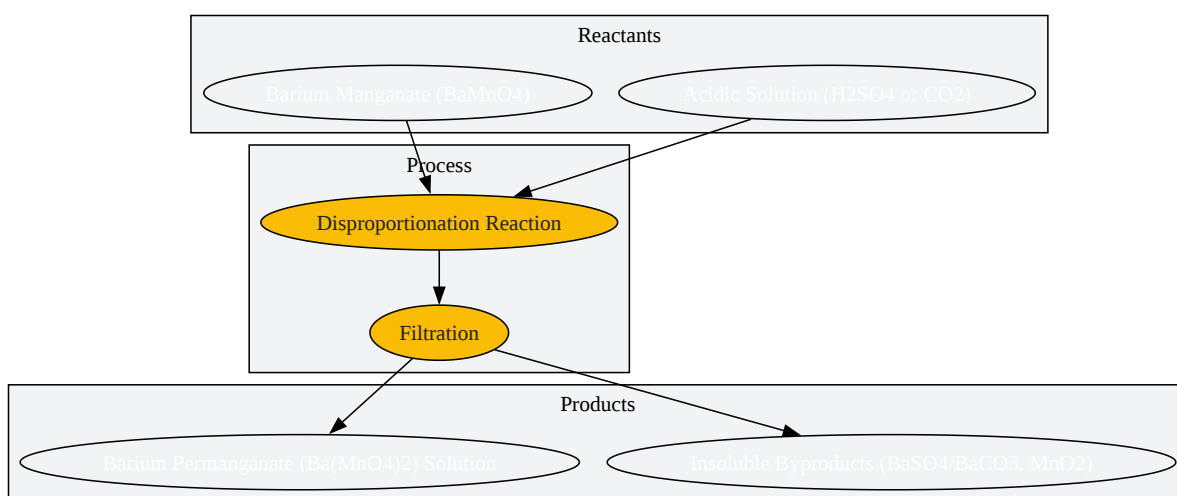 Reactants
Barium Manganate (BaMnO4)
Acidic Solution (H2SO4 or CO2)
Process
Disproportionation Reaction
Filtration
Products
Barium Permanganate (Ba(MnO4)2) Solution
Insoluble Byproducts (BaSO4/BaCO3, MnO2)